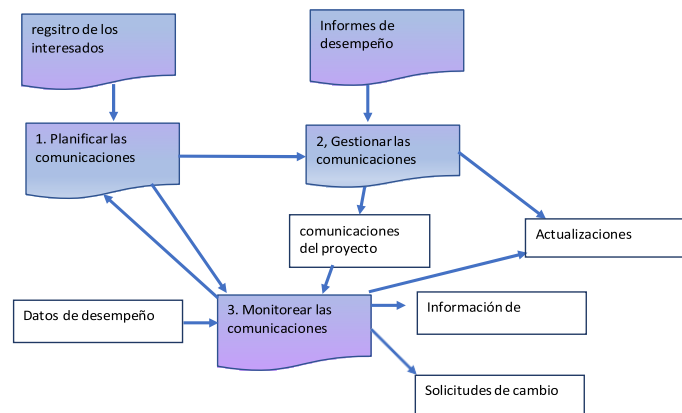 regsitro de los
interesados
Informes de
desempeño
1. Planificar las
comunicaciones
2, Gestionar las
comunicaciones
comunicaciones
del proyecto
Actualizaciones
Datos de desempeño
3. Monitorear las
comunicaciones
Información de
Solicitudes de cambio